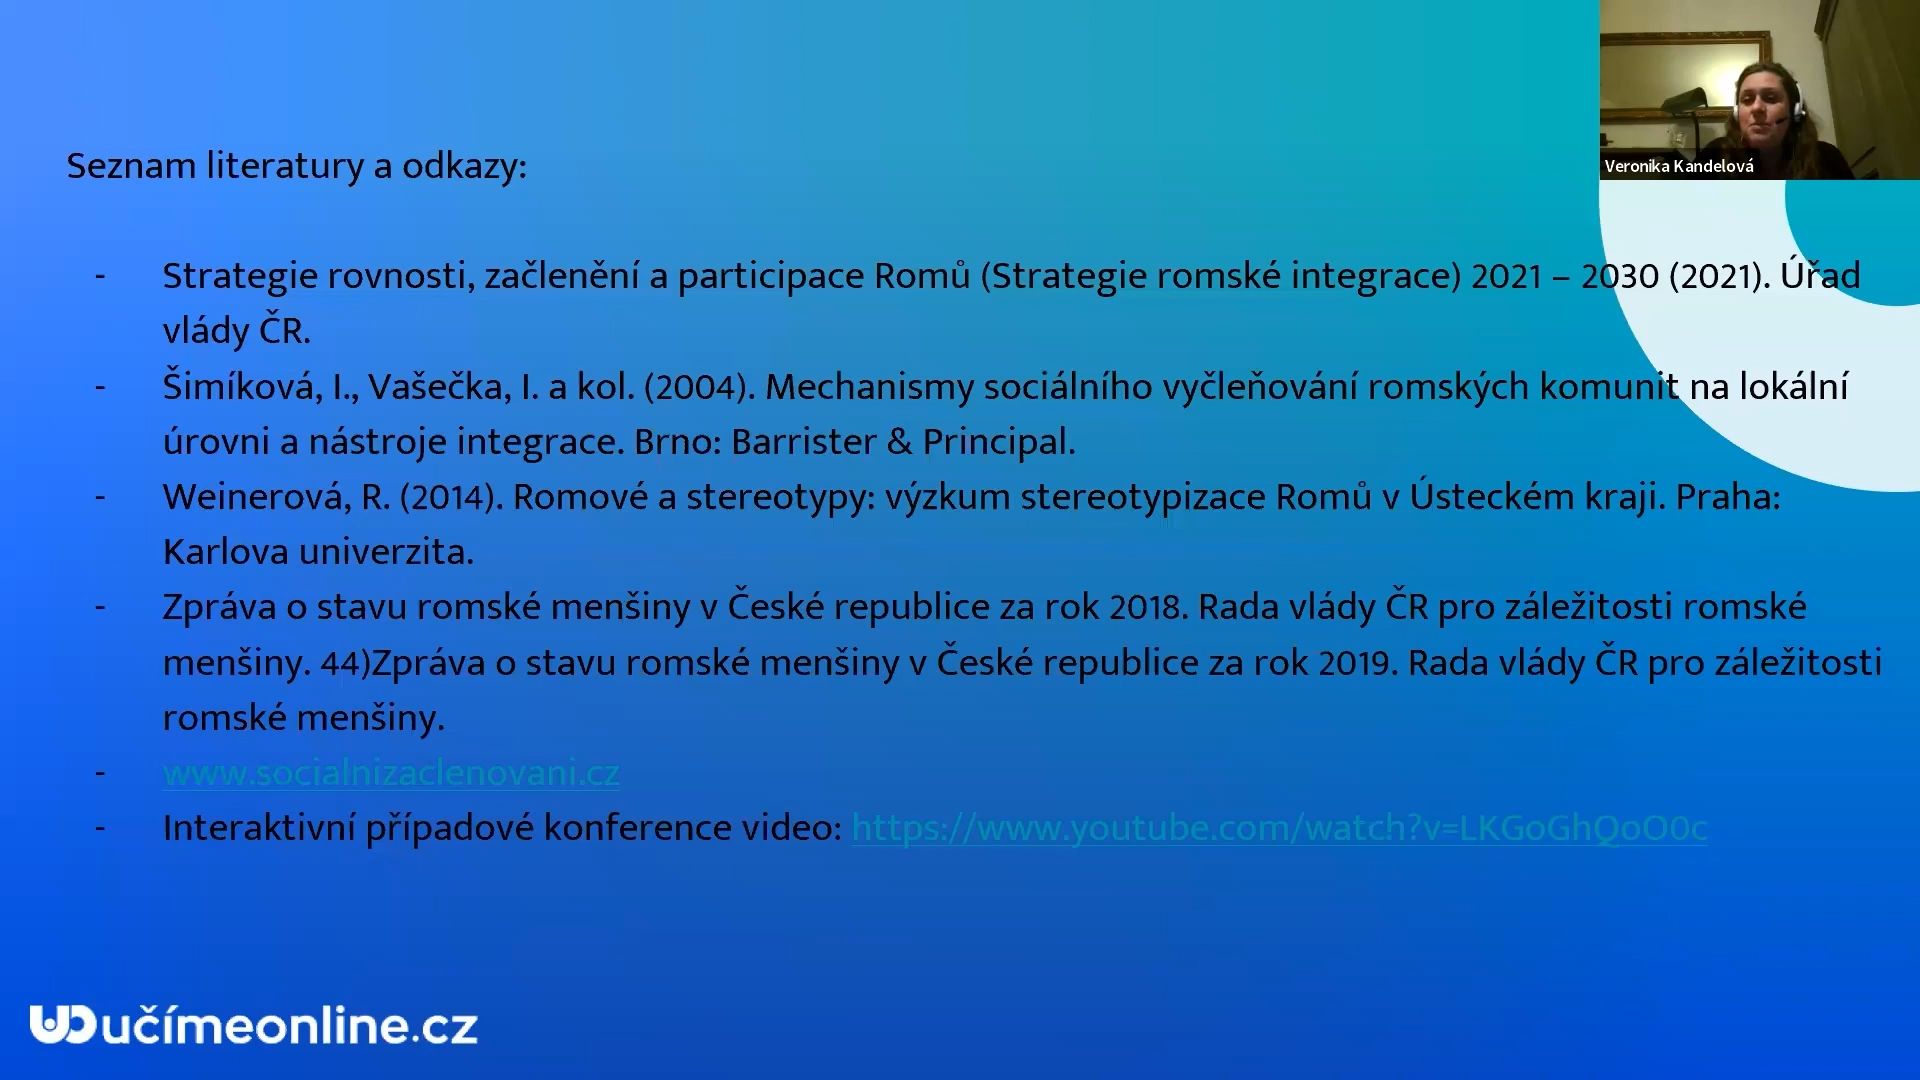 Veronika Kandelová
Seznam literatury a odkazy:
- Strategie rovnosti, začlenění a participace Romů (Strategie romské integrace) 2021 – 2030 (2021). Úřad
vlády ČR.
- Šimíková, I., Vašečka, I. a kol. (2004). Mechanismy sociálního vyčleňování romských komunit na lokální
úrovni a nástroje integrace. Brno: Barrister & Principal.
- Weinerová, R. (2014). Romové a stereotypy: výzkum stereotypizace Romů v Ústeckém kraji. Praha:
Karlova univerzita.
- Zpráva o stavu romské menšiny v České republice za rok 2018. Rada vlády ČR pro záležitosti romské
menšiny. 44)Zpráva o stavu romské menšiny v České republice za rok 2019. Rada vlády ČR pro záležitosti
romské menšiny.
- www.socialnizaclenovani.cz
- Interaktivní případové konference video: https://www.youtube.com/watch?v=LKGoGhQoO0c
učímeonline.cz